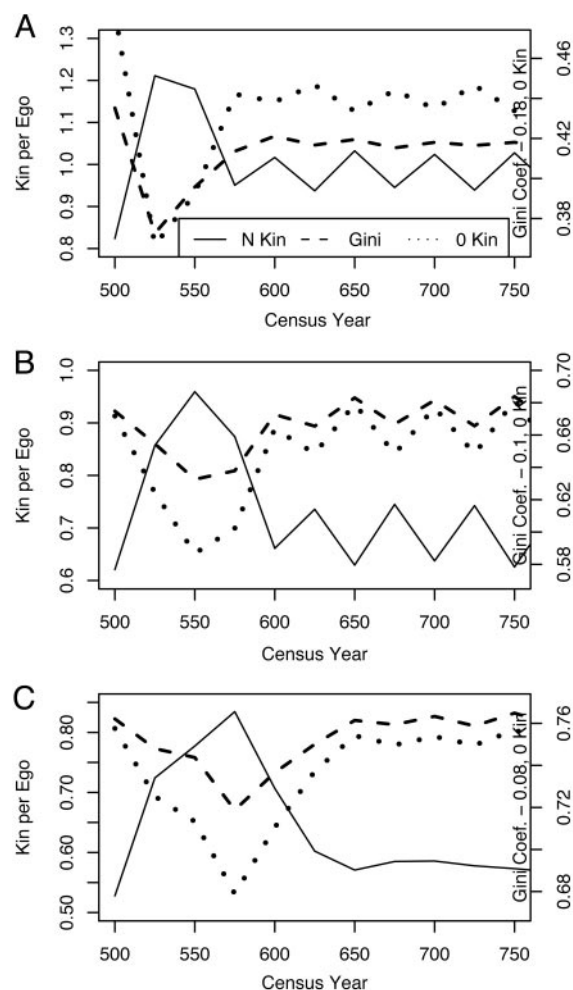 A
1.3
1.2
1.1
1.0
0.9
0.8
Kin per Ego
0.46
0.42
0.38
Gini Coef. – 0.18, 0 Kin
N Kin Gini 0 Kin
500 550 600 650 700 750
Census Year
B
1.0
0.9
0.8
0.7
0.6
Kin per Ego
0.70
0.66
0.62
0.58
Gini Coef. – 0.1, 0 Kin
500 550 600 650 700 750
Census Year
C
0.80
0.70
0.60
0.50
Kin per Ego
0.76
0.72
0.68
Gini Coef. – 0.08, 0 Kin
500 550 600 650 700 750
Census Year